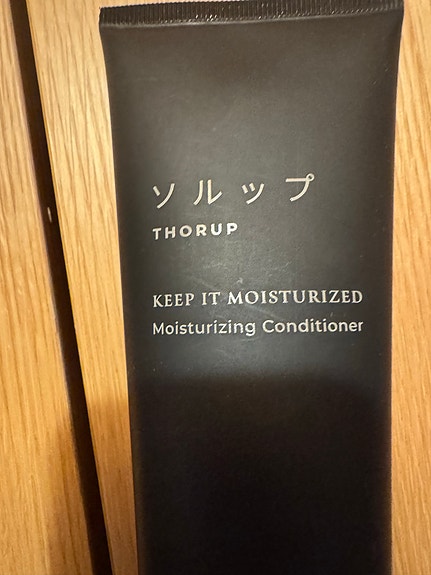 ソルップ
THORUP
KEEP IT MOISTURIZED
Moisturizing Conditioner